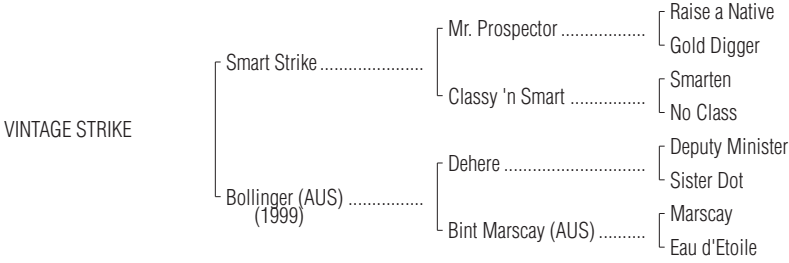 Raise a Native
Mr. Prospector ..................
Gold Digger
Smart Strike ......................
Smarten
Classy 'n Smart ................
No Class
VINTAGE STRIKE
Deputy Minister
Dehere ..............................
Sister Dot
Bollinger (AUS) ................
(1999)
Marscay
Bint Marscay (AUS) ..........
Eau d'Etoile